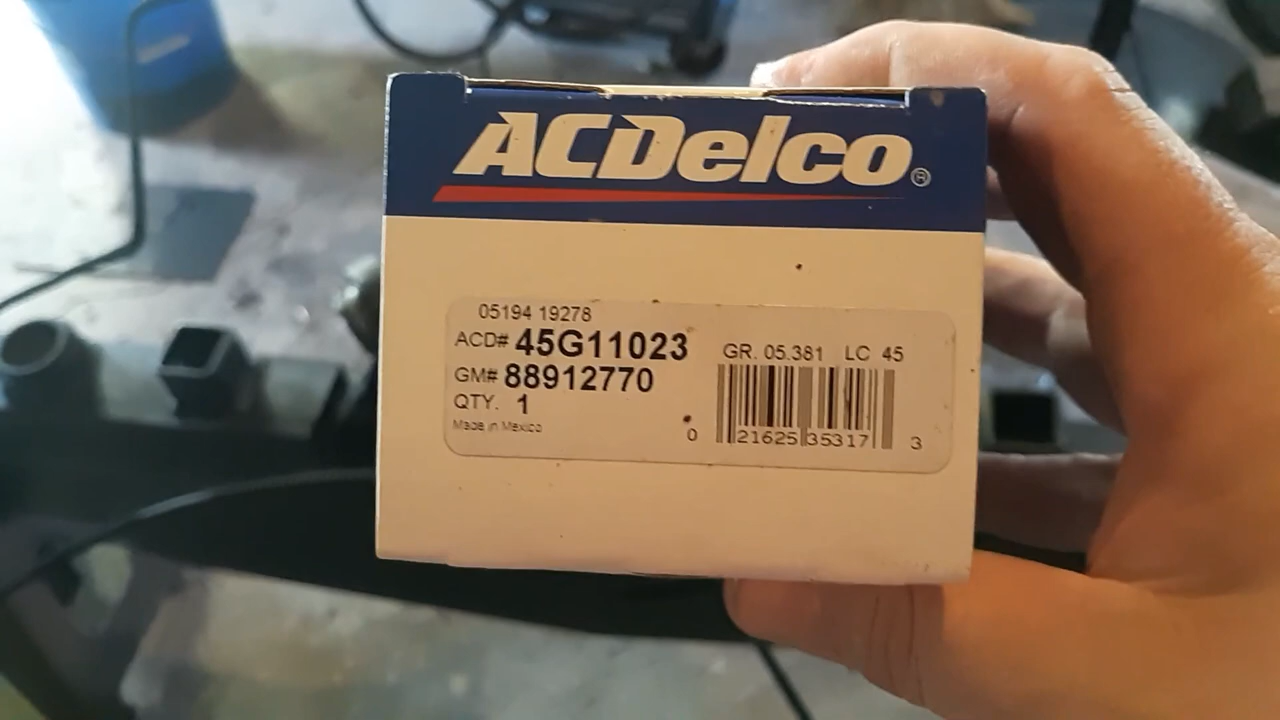 ACDelco®
05194 19278
ACD# 45G11023
GM# 88912770
QTY. 1
Made in Mexico
GR. 05.381 LC 45
0 21625 35317 3